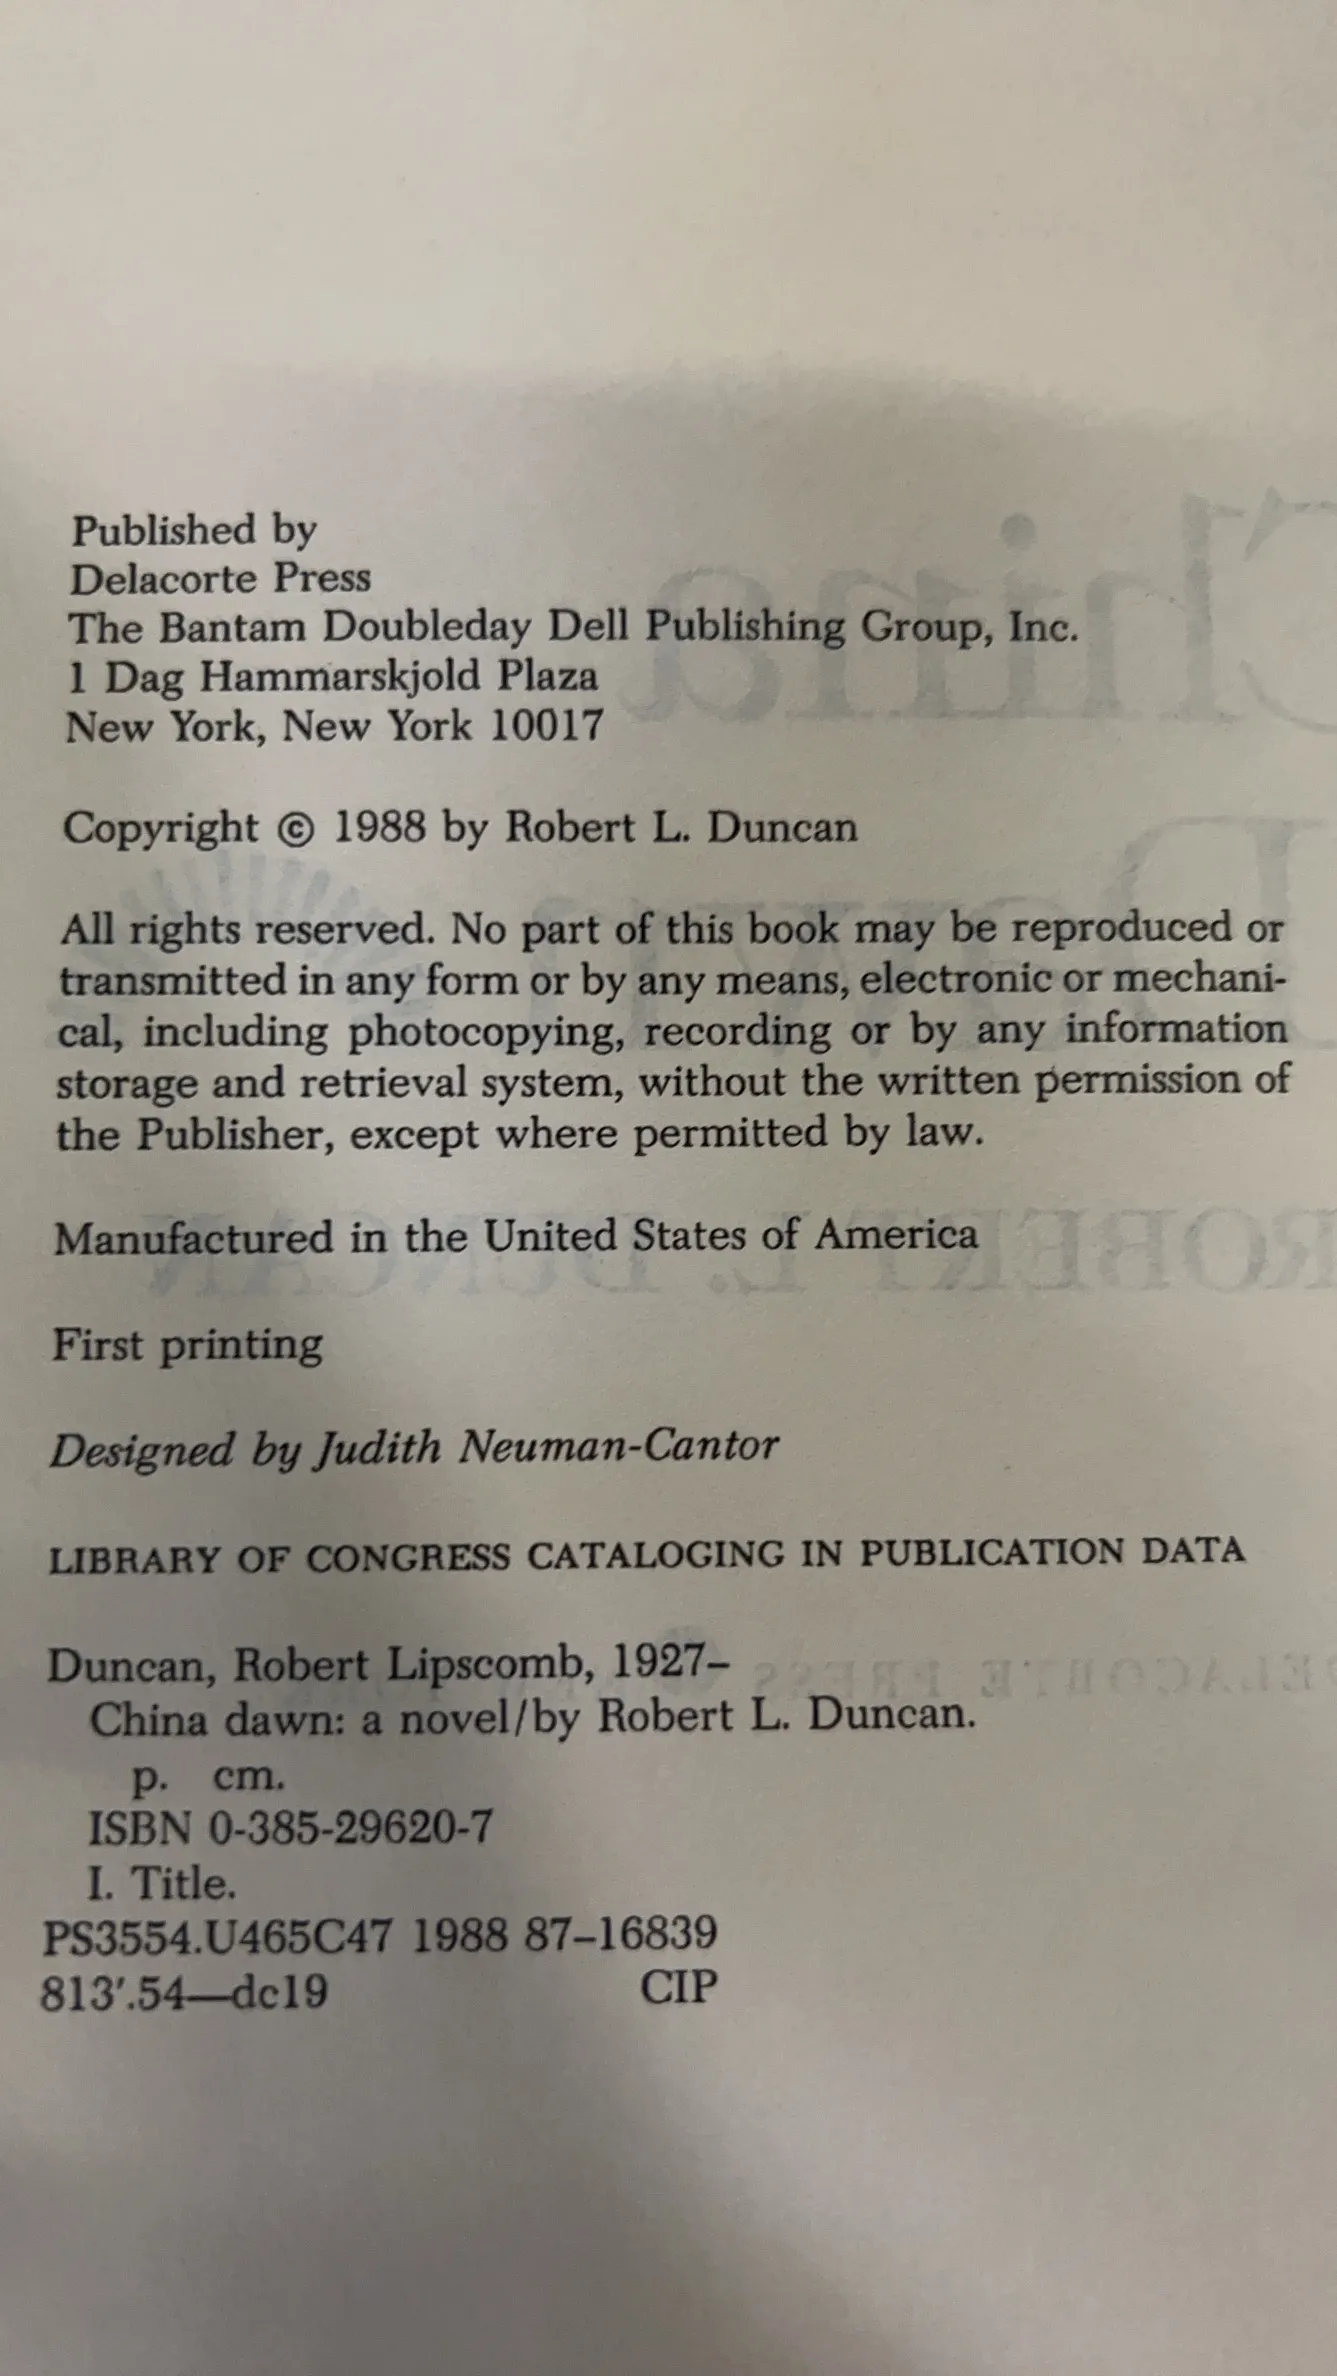 Published by
Delacorte Press
The Bantam Doubleday Dell Publishing Group, Inc.
1 Dag Hammarskjold Plaza
New York, New York 10017
Copyright © 1988 by Robert L. Duncan
All rights reserved. No part of this book may be reproduced or
transmitted in any form or by any means, electronic or mechani-
cal, including photocopying, recording or by any information
storage and retrieval system, without the written permission of
the Publisher, except where permitted by law.
Manufactured in the United States of America
First printing
Designed by Judith Neuman-Cantor
LIBRARY OF CONGRESS CATALOGING IN PUBLICATION DATA
Duncan, Robert Lipscomb, 1927–
China dawn: a novel/by Robert L. Duncan.
p. cm.
ISBN 0-385-29620-7
I. Title.
PS3554.U465C47 1988 87–16839
813′.54—dc19 CIP